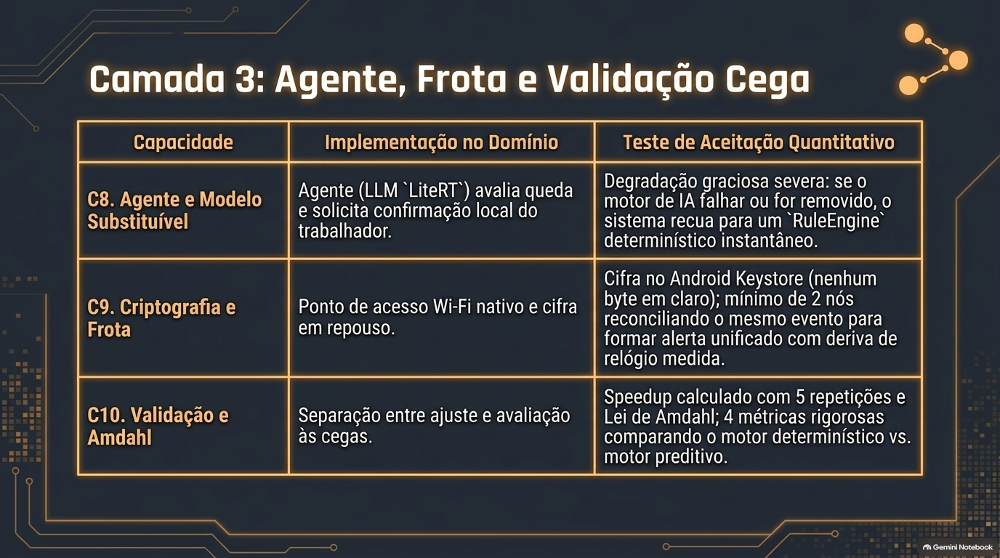 Camada 3: Agente, Frota e Validação Cega
Capacidade
Implementação no Domínio
Teste de Aceitação Quantitativo
C8. Agente e Modelo
Substituível
Agente (LLM `LiteRT`) avalia queda
e solicita confirmação local do
trabalhador.
Degradação graciosa severa: se o
motor de IA falhar ou for removido, o
sistema recua para um `RuleEngine`
determinístico instantâneo.
C9. Criptografia e
Frota
Ponto de acesso Wi-Fi nativo e cifra
em repouso.
Cifra no Android Keystore (nenhum
byte em claro); mínimo de 2 nós
reconciliando o mesmo evento para
formar alerta unificado com deriva de
relógio medida.
C10. Validação e
Amdahl
Separação entre ajuste e avaliação
às cegas.
Speedup calculado com 5 repetições e
Lei de Amdahl; 4 métricas rigorosas
comparando o motor determinístico vs.
motor preditivo.
Gemini Notebook